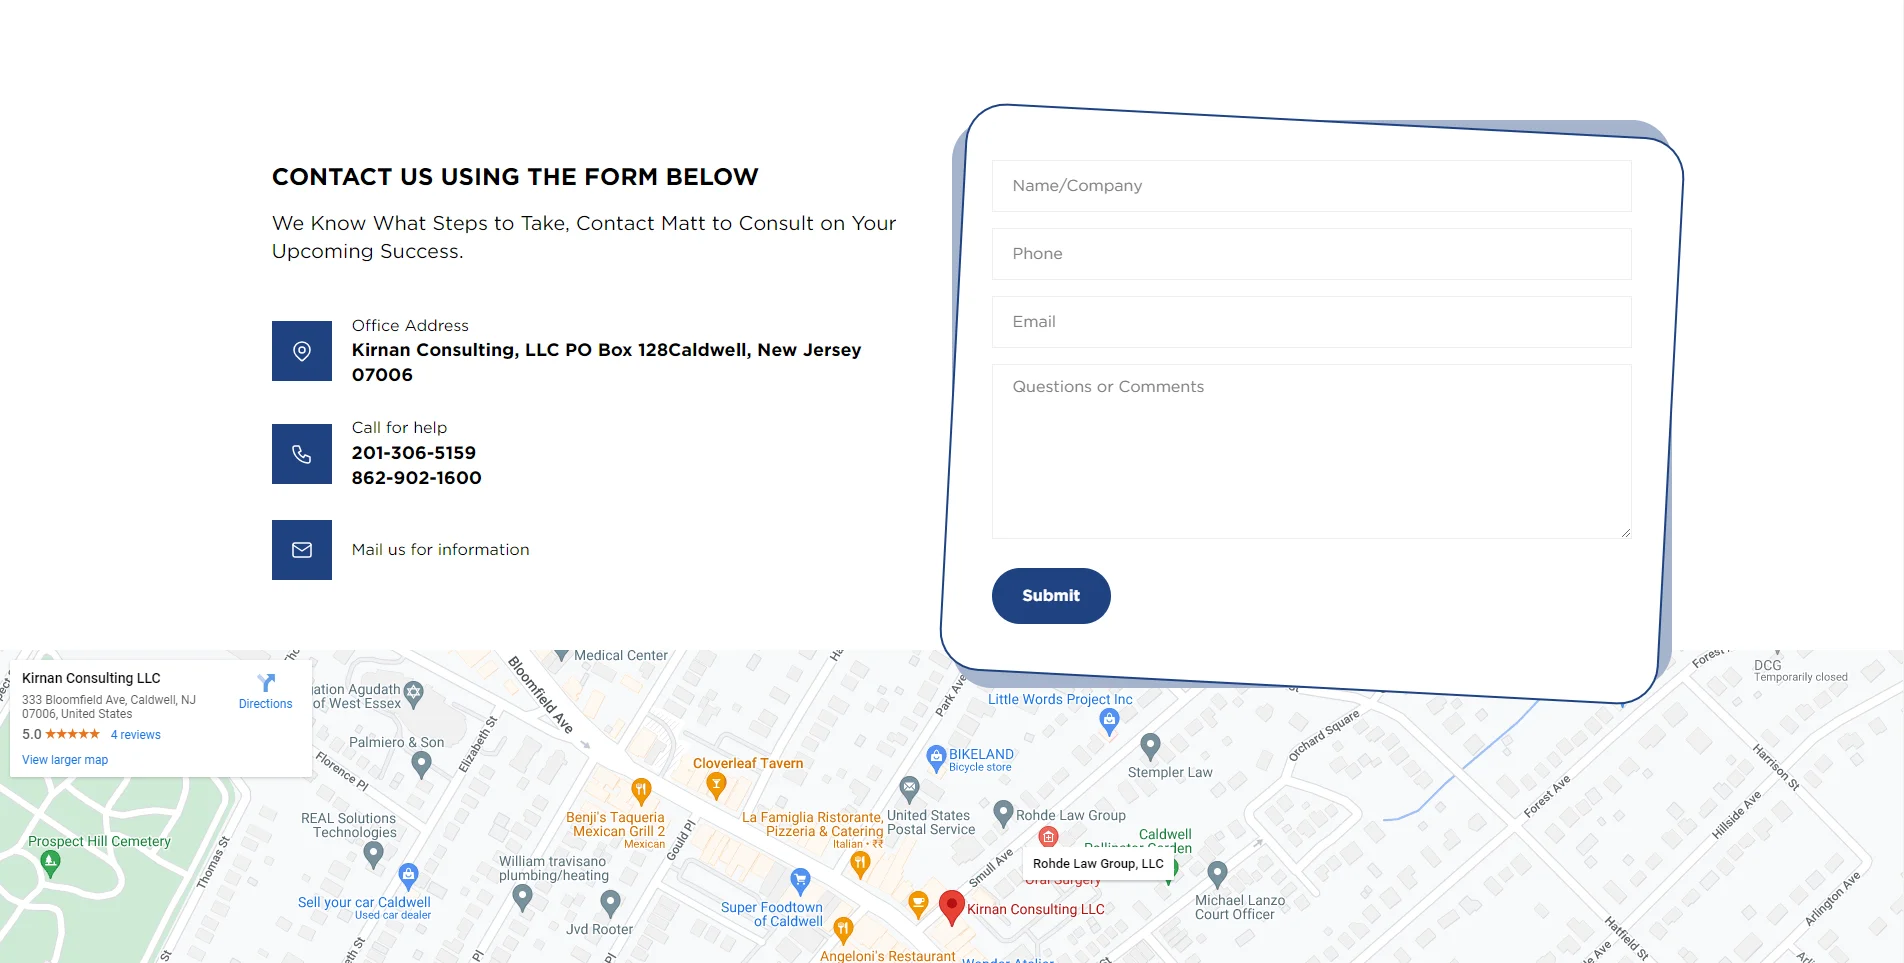 CONTACT US USING THE FORM BELOW
We Know What Steps to Take, Contact Matt to Consult on Your
Upcoming Success.
Office Address
Kirnan Consulting, LLC PO Box 128Caldwell, New Jersey
07006
Call for help
201-306-5159
862-902-1600
Mail us for information
Name/Company
Phone
Email
Questions or Comments
Submit
Kirnan Consulting LLC
333 Bloomfield Ave, Caldwell, NJ
07006, United States
5.0
4 reviews
View larger map
Directions
Medical Center
Bloomfield Ave
Agudath
of West Essex
Palmiero & Son
Elizabeth St
Florence Pl
REAL Solutions
Technologies
Prospect Hill Cemetery
Thomas St
Sell your car Caldwell
Used car dealer
William travisano
plumbing/heating
Jvd Rooter
Benji's Taqueria
Mexican Grill 2
Mexican
Gould Pl
Cloverleaf Tavern
La Famiglia Ristorante,
Pizzeria & Catering
Italian • ₹₹
Super Foodtown
of Caldwell
Angeloni's Restaurant
Park Ave
Little Words Project Inc
BIKELAND
Bicycle store
United States
Postal Service
Stempler Law
Rohde Law Group
Caldwell
Rohde Law Group, LLC
Oral Surgery
Smull Ave
Kirnan Consulting LLC
Michael Lanzo
Court Officer
Orchard Square
DCG
Temporarily closed
Harrison St
Forest Ave
Hillside Ave
Arlington Ave
Hatfield St